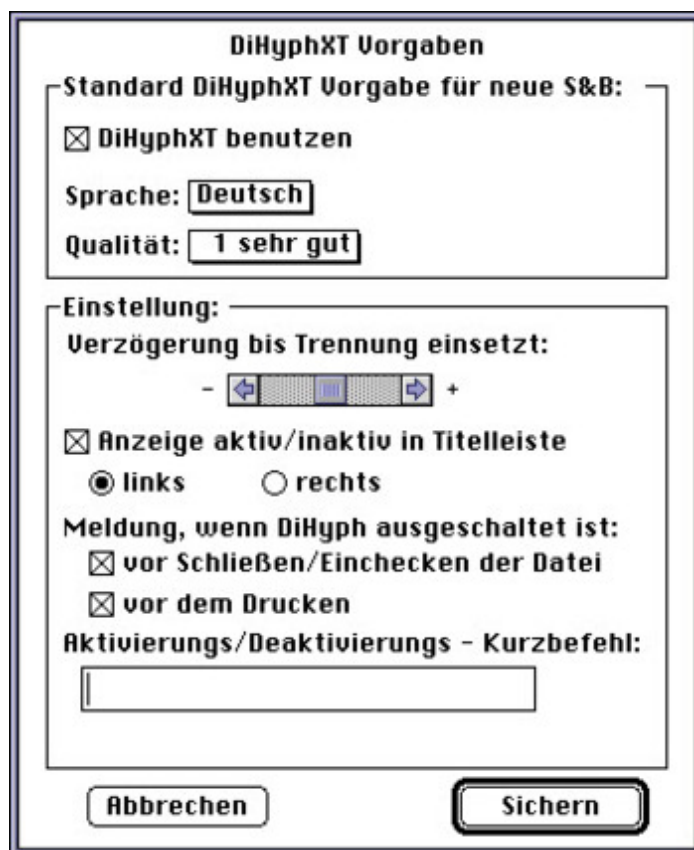 DiHyphXT Vorgaben
Standard DiHyphXT Vorgabe für neue S&B:
DiHyphXT benutzen
Sprache: Deutsch
Qualität: 1 sehr gut
Einstellung:
Verzögerung bis Trennung einsetzt:
- +
Anzeige aktiv/inaktiv in Titelleiste
links rechts
Meldung, wenn DiHyph ausgeschaltet ist:
vor Schließen/Einchecken der Datei
vor dem Drucken
Aktivierungs/Deaktivierungs - Kurzbefehl:
Abbrechen Sichern